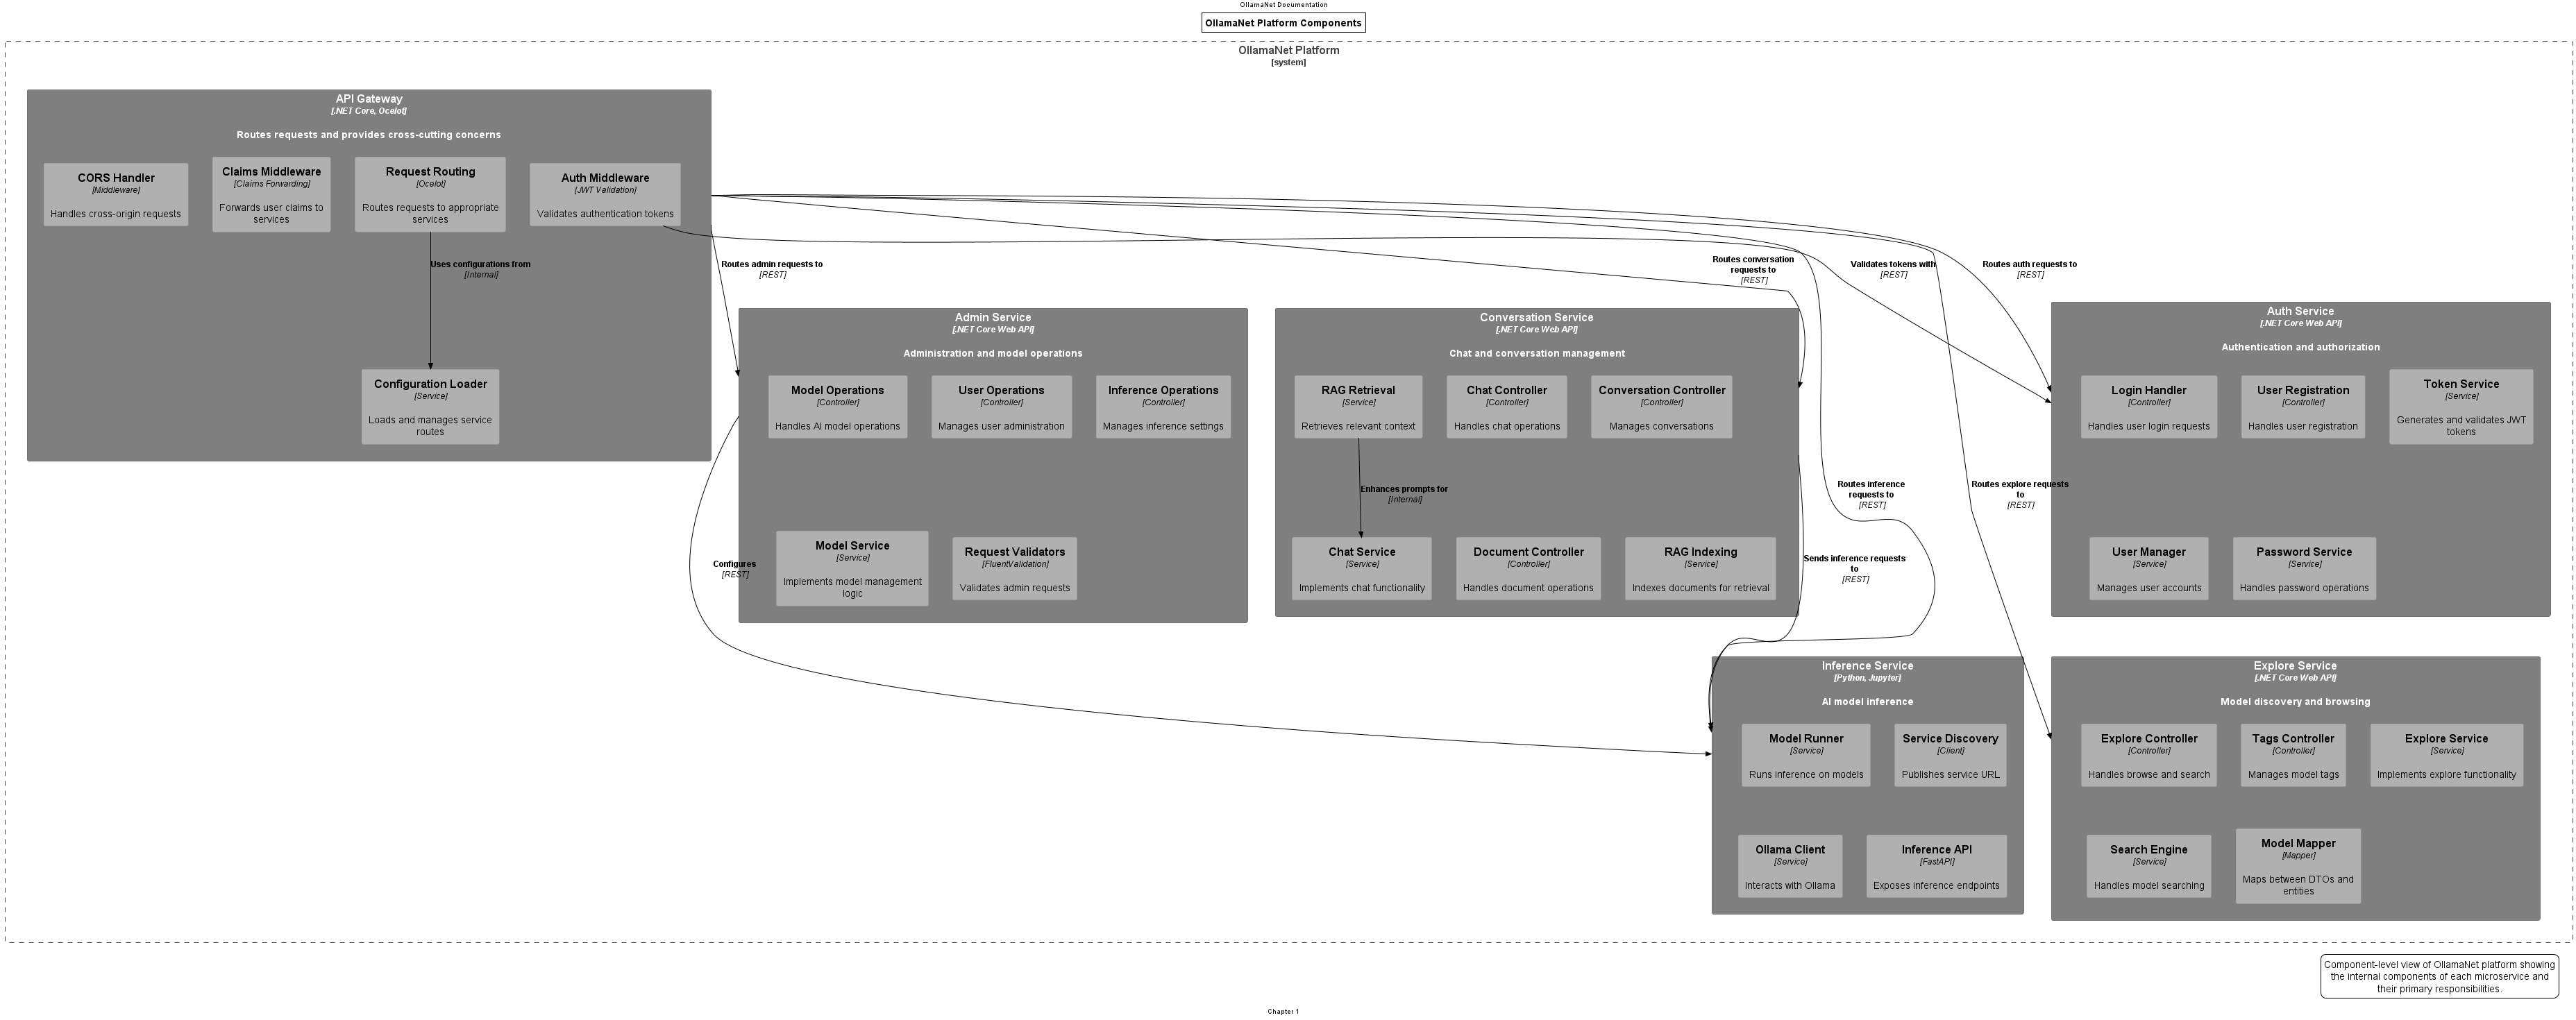 OllamaNet Documentation
OllamaNet Platform Components
OllamaNet Platform
[system]
API Gateway
[.NET Core, Ocelot]
Routes requests and provides cross-cutting concerns
CORS Handler
[Middleware]
Handles cross-origin requests
Claims Middleware
[Claims Forwarding]
Forwards user claims to
services
Request Routing
[Ocelot]
Routes requests to appropriate
services
Auth Middleware
[JWT Validation]
Validates authentication tokens
Uses configurations from
[Internal]
Configuration Loader
[Service]
Loads and manages service
routes
Routes admin requests to
[REST]
Routes conversation
requests to
[REST]
Validates tokens with
[REST]
Routes auth requests to
[REST]
Admin Service
[.NET Core Web API]
Administration and model operations
Model Operations
[Controller]
Handles AI model operations
User Operations
[Controller]
Manages user administration
Inference Operations
[Controller]
Manages inference settings
Model Service
[Service]
Implements model management
logic
Request Validators
[FluentValidation]
Validates admin requests
Configures
[REST]
Conversation Service
[.NET Core Web API]
Chat and conversation management
RAG Retrieval
[Service]
Retrieves relevant context
Chat Controller
[Controller]
Handles chat operations
Conversation Controller
[Controller]
Manages conversations
Enhances prompts for
[Internal]
Chat Service
[Service]
Implements chat functionality
Document Controller
[Controller]
Handles document operations
RAG Indexing
[Service]
Indexes documents for retrieval
Routes inference
requests to
[REST]
Sends inference requests
to
[REST]
Routes explore requests
to
[REST]
Auth Service
[.NET Core Web API]
Authentication and authorization
Login Handler
[Controller]
Handles user login requests
User Registration
[Controller]
Handles user registration
Token Service
[Service]
Generates and validates JWT
tokens
User Manager
[Service]
Manages user accounts
Password Service
[Service]
Handles password operations
Inference Service
[Python, Jupyter]
AI model inference
Model Runner
[Service]
Runs inference on models
Service Discovery
[Client]
Publishes service URL
Ollama Client
[Service]
Interacts with Ollama
Inference API
[FastAPI]
Exposes inference endpoints
Explore Service
[.NET Core Web API]
Model discovery and browsing
Explore Controller
[Controller]
Handles browse and search
Tags Controller
[Controller]
Manages model tags
Explore Service
[Service]
Implements explore functionality
Search Engine
[Service]
Handles model searching
Model Mapper
[Mapper]
Maps between DTOs and
entities
Component-level view of OllamaNet platform showing
the internal components of each microservice and
their primary responsibilities.
Chapter 1